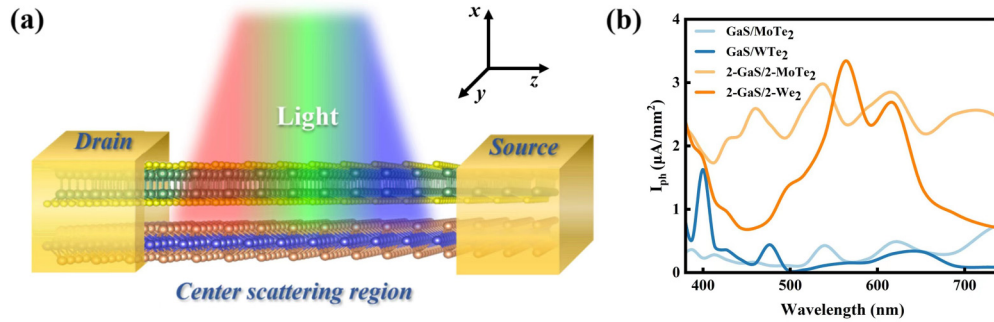 (a)
x
y
z
Light
Drain
Source
Center scattering region
(b)
GaS/MoTe₂
GaS/WTe₂
2-GaS/2-MoTe₂
2-GaS/2-We₂
I_ph (μA/mm²)
4
3
2
1
0
400
500
600
700
Wavelength (nm)